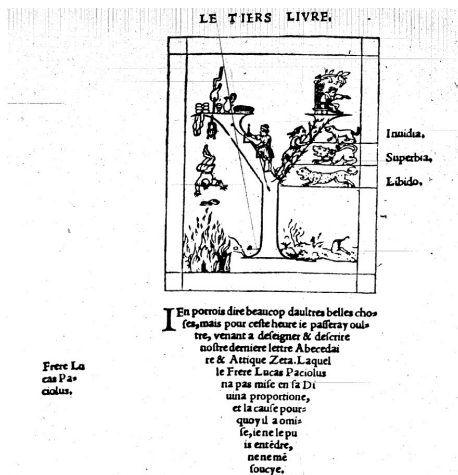 LE TIERS LIVRE.
Inuidia.
Superbia.
Libido.
IEn porrois dire beaucop daultres belles cho-
ses, mais pour ceste heure ie passeray oul-
tre, venant a deseigner & descrire
nostre derniere lettre Abecedai
re & Attique Zeta. Laquel
le Frere Lucas Paciolus
na pas mise en sa Di
uina proportione,
et la cause pour-
quoy il a omi-
se, ie ne le pu
is entẽdre,
ne ne mé
soucye.
Frere Lu
cas Pa-
ciolus.